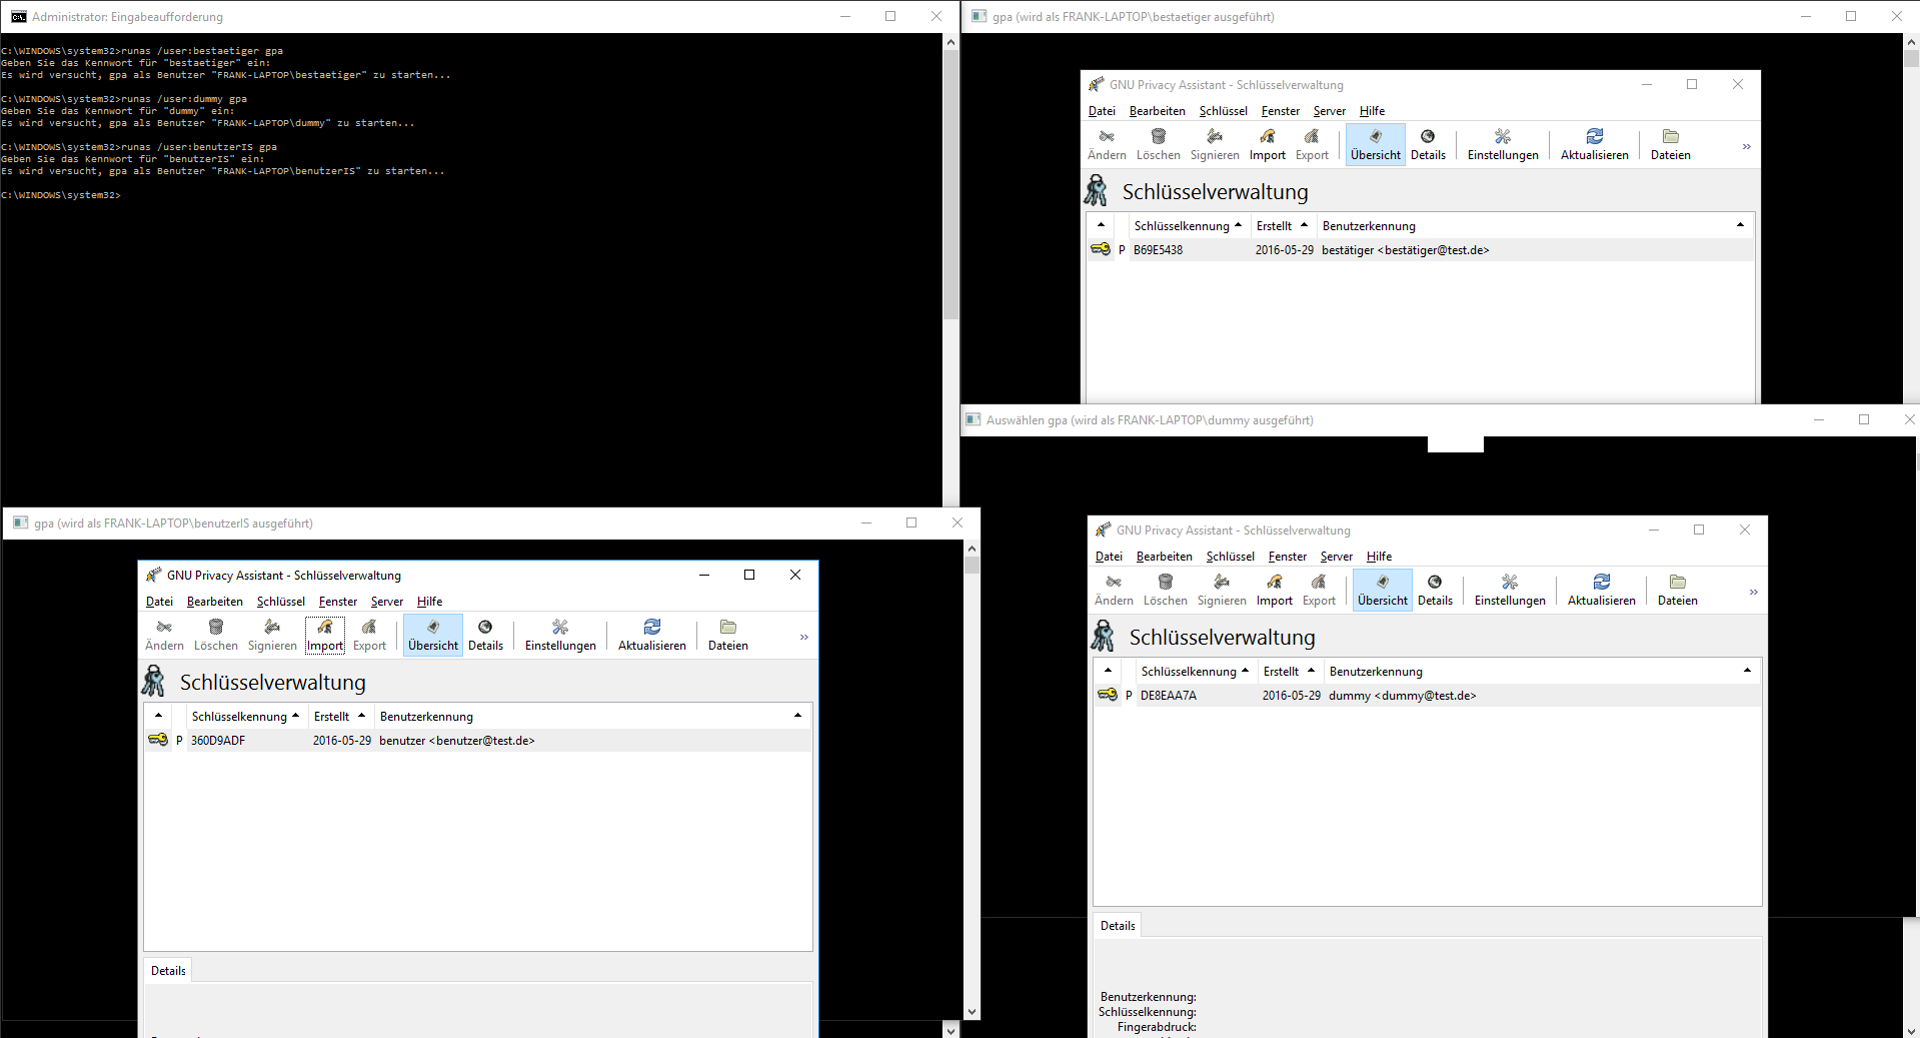 Administrator: Eingabeaufforderung
C:\WINDOWS\system32>runas /user:bestaetiger gpa
Geben Sie das Kennwort für "bestaetiger" ein:
Es wird versucht, gpa als Benutzer "FRANK-LAPTOP\bestaetiger" zu starten...
C:\WINDOWS\system32>runas /user:dummy gpa
Geben Sie das Kennwort für "dummy" ein:
Es wird versucht, gpa als Benutzer "FRANK-LAPTOP\dummy" zu starten...
C:\WINDOWS\system32>runas /user:benutzerIS gpa
Geben Sie das Kennwort für "benutzerIS" ein:
Es wird versucht, gpa als Benutzer "FRANK-LAPTOP\benutzerIS" zu starten...
C:\WINDOWS\system32>
gpa (wird als FRANK-LAPTOP\bestaetiger ausgeführt)
GNU Privacy Assistant - Schlüsselverwaltung
Datei Bearbeiten Schlüssel Fenster Server Hilfe
Ändern Löschen Signieren Import Export Übersicht Details Einstellungen Aktualisieren Dateien »
Schlüsselverwaltung
Schlüsselkennung Erstellt Benutzerkennung
P B69E5438 2016-05-29 bestätiger <bestätiger@test.de>
Auswählen gpa (wird als FRANK-LAPTOP\dummy ausgeführt)
GNU Privacy Assistant - Schlüsselverwaltung
Datei Bearbeiten Schlüssel Fenster Server Hilfe
Ändern Löschen Signieren Import Export Übersicht Details Einstellungen Aktualisieren Dateien »
Schlüsselverwaltung
Schlüsselkennung Erstellt Benutzerkennung
P DE8EAA7A 2016-05-29 dummy <dummy@test.de>
Details
Benutzerkennung:
Schlüsselkennung:
Fingerabdruck:
gpa (wird als FRANK-LAPTOP\benutzerIS ausgeführt)
GNU Privacy Assistant - Schlüsselverwaltung
Datei Bearbeiten Schlüssel Fenster Server Hilfe
Ändern Löschen Signieren Import Export Übersicht Details Einstellungen Aktualisieren Dateien »
Schlüsselverwaltung
Schlüsselkennung Erstellt Benutzerkennung
P 360D9ADF 2016-05-29 benutzer <benutzer@test.de>
Details